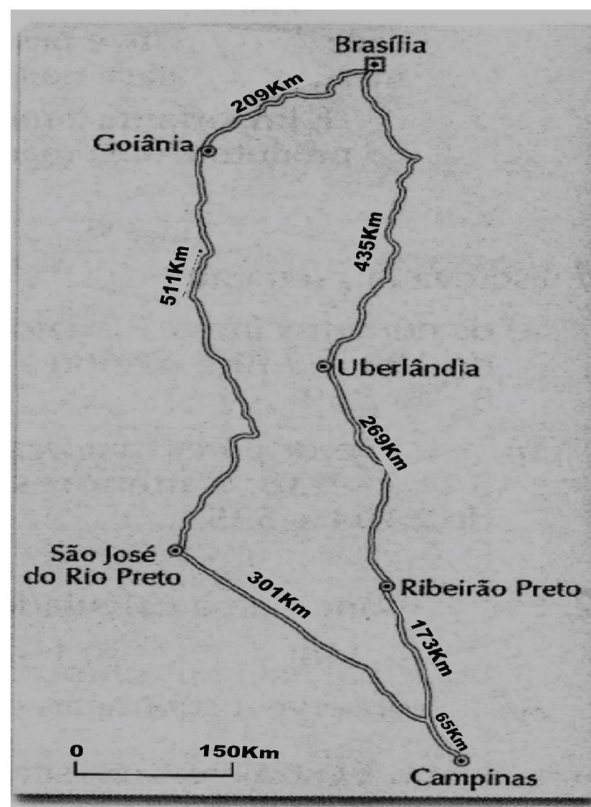 Brasília
209Km
Goiânia
435Km
511Km
Uberlândia
269Km
São José
do Rio Preto
301Km
Ribeirão Preto
173Km
65Km
0 150Km
Campinas